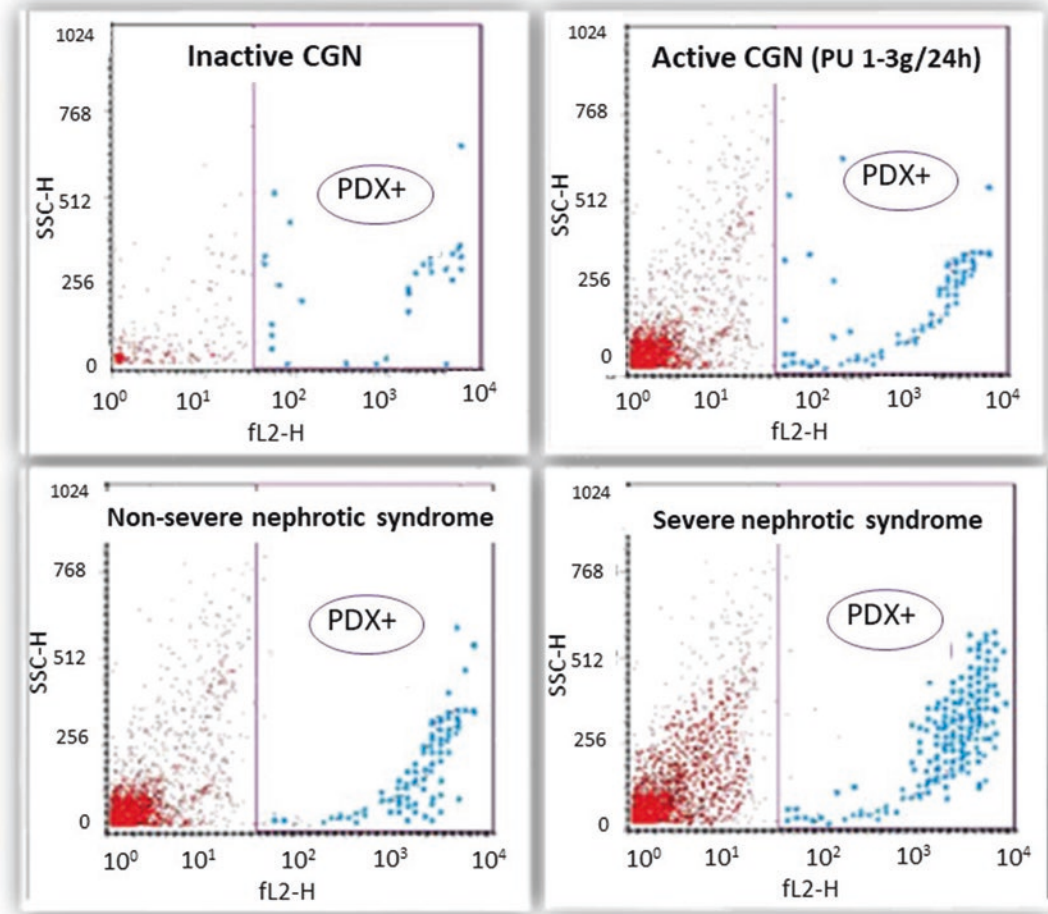 Inactive CGN
1024
768
512
256
0
SSC-H
PDX+
10⁰ 10¹ 10² 10³ 10⁴
fL2-H
Active CGN (PU 1-3g/24h)
1024
768
512
256
0
SSC-H
PDX+
10⁰ 10¹ 10² 10³ 10⁴
fL2-H
Non-severe nephrotic syndrome
1024
768
512
256
0
SSC-H
PDX+
10⁰ 10¹ 10² 10³ 10⁴
fL2-H
Severe nephrotic syndrome
1024
768
512
256
0
SSC-H
PDX+
10⁰ 10¹ 10² 10³ 10⁴
fL2-H